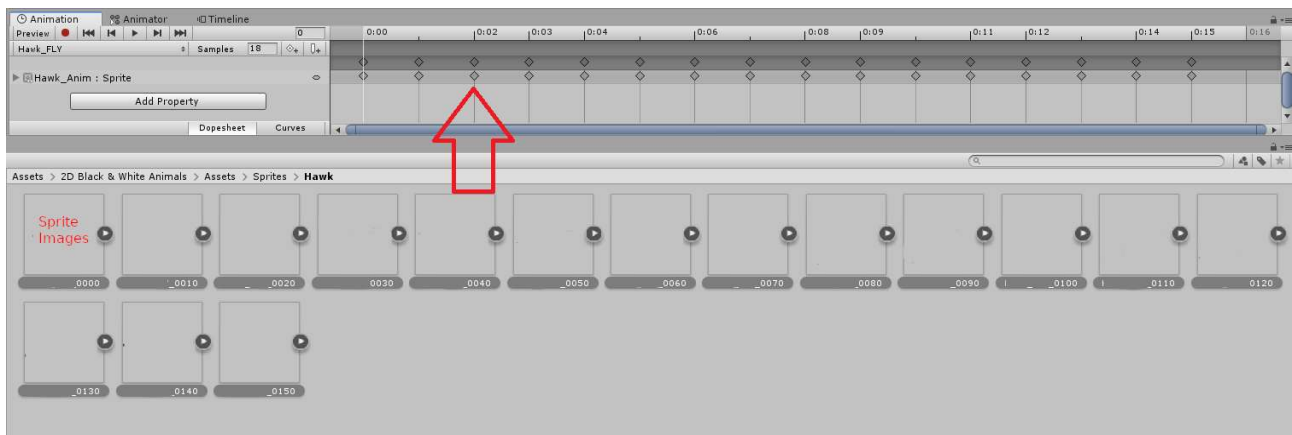 Animation Animator Timeline
Preview 0 0:00 0:02 0:03 0:04 0:06 0:08 0:09 0:11 0:12 0:14 0:15 0:16
Hawk_FLY Samples 18
Hawk_Anim : Sprite
Add Property
Dopesheet Curves
Assets > 2D Black & White Animals > Assets > Sprites > Hawk
Sprite
Images
_0000 _0010 _0020 0030 _0040 _0050 _0060 _0070 _0080 _0090 _0100 _0110 0120
_0130 _0140 _0150